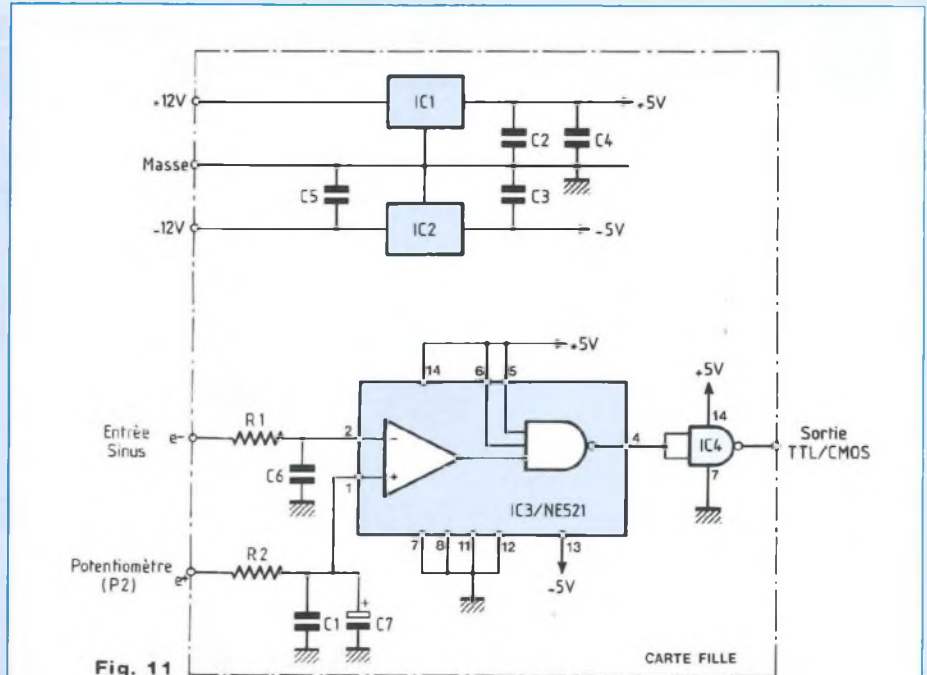 +12V
IC1
+5V
C2
C4
Masse
C5
C3
-12V
IC2
-5V
+5V
14
6
5
+5V
Entrée
Sinus
e-
R1
2
-
4
14
IC4
Sortie
TTL/CMOS
C6
1
+
7
IC3/NE521
Potentiomètre
(P2)
e+
R2
7
8
11
12
13
-5V
C1
+
C7
Fig. 11
CARTE FILLE